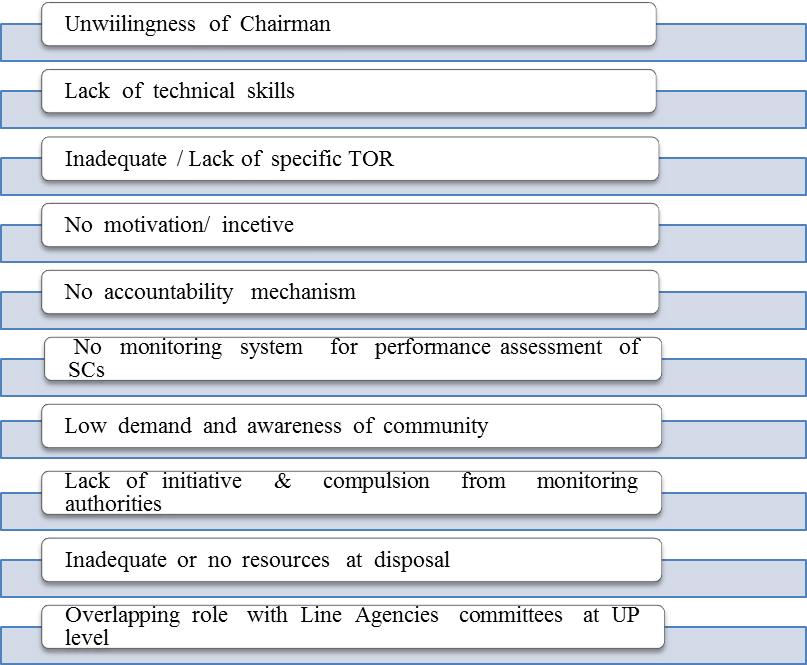 Unwiilingness of Chairman
Lack of technical skills
Inadequate / Lack of specific TOR
No motivation/ incetive
No accountability mechanism
No monitoring system for performance assessment of
SCs
Low demand and awareness of community
Lack of initiative & compulsion from monitoring
authorities
Inadequate or no resources at disposal
Overlapping role with Line Agencies committees at UP
level